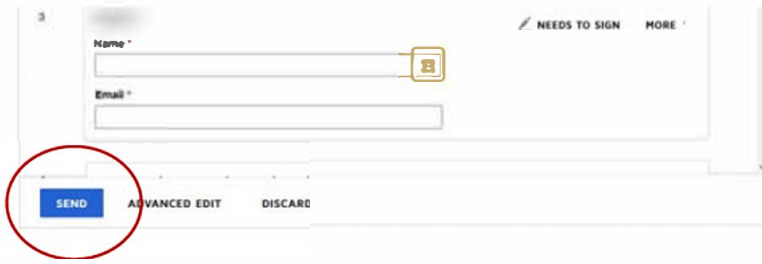 3
NEEDS TO SIGN MORE
Name *
Email *
SEND ADVANCED EDIT DISCARD